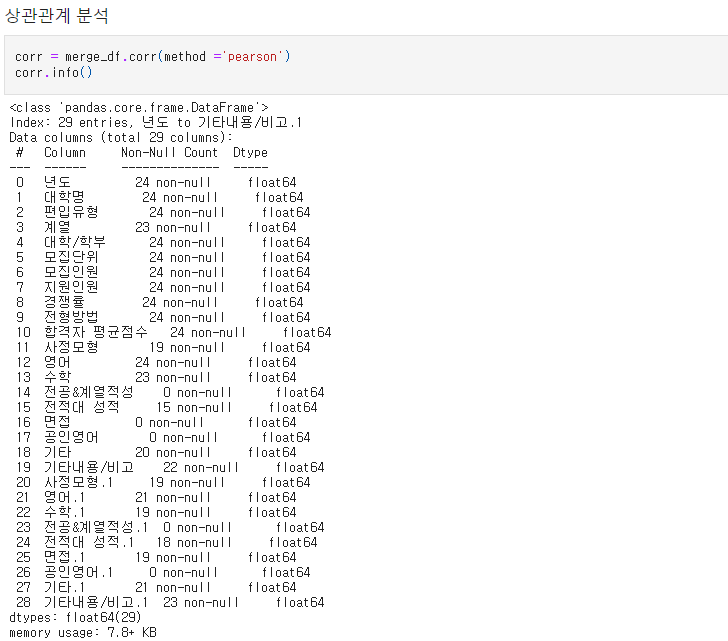 상관관계 분석
corr = merge_df.corr(method ='pearson')
corr.info()
<class 'pandas.core.frame.DataFrame'>
Index: 29 entries, 년도 to 기타내용/비고.1
Data columns (total 29 columns):
 #   Column   Non-Null Count  Dtype
---  ------   --------------  -----
 0   년도   24 non-null   float64
 1   대학명   24 non-null   float64
 2   편입유형   24 non-null   float64
 3   계열   23 non-null   float64
 4   대학/학부   24 non-null   float64
 5   모집단위   24 non-null   float64
 6   모집인원   24 non-null   float64
 7   지원인원   24 non-null   float64
 8   경쟁률   24 non-null   float64
 9   전형방법   24 non-null   float64
 10  합격자 평균점수   24 non-null   float64
 11  사정모형   19 non-null   float64
 12  영어   24 non-null   float64
 13  수학   23 non-null   float64
 14  전공&계열적성   0 non-null   float64
 15  전적대 성적   15 non-null   float64
 16  면접   0 non-null   float64
 17  공인영어   0 non-null   float64
 18  기타   20 non-null   float64
 19  기타내용/비고   22 non-null   float64
 20  사정모형.1   19 non-null   float64
 21  영어.1   21 non-null   float64
 22  수학.1   19 non-null   float64
 23  전공&계열적성.1   0 non-null   float64
 24  전적대 성적.1   18 non-null   float64
 25  면접.1   19 non-null   float64
 26  공인영어.1   0 non-null   float64
 27  기타.1   21 non-null   float64
 28  기타내용/비고.1   23 non-null   float64
dtypes: float64(29)
memory usage: 7.8+ KB